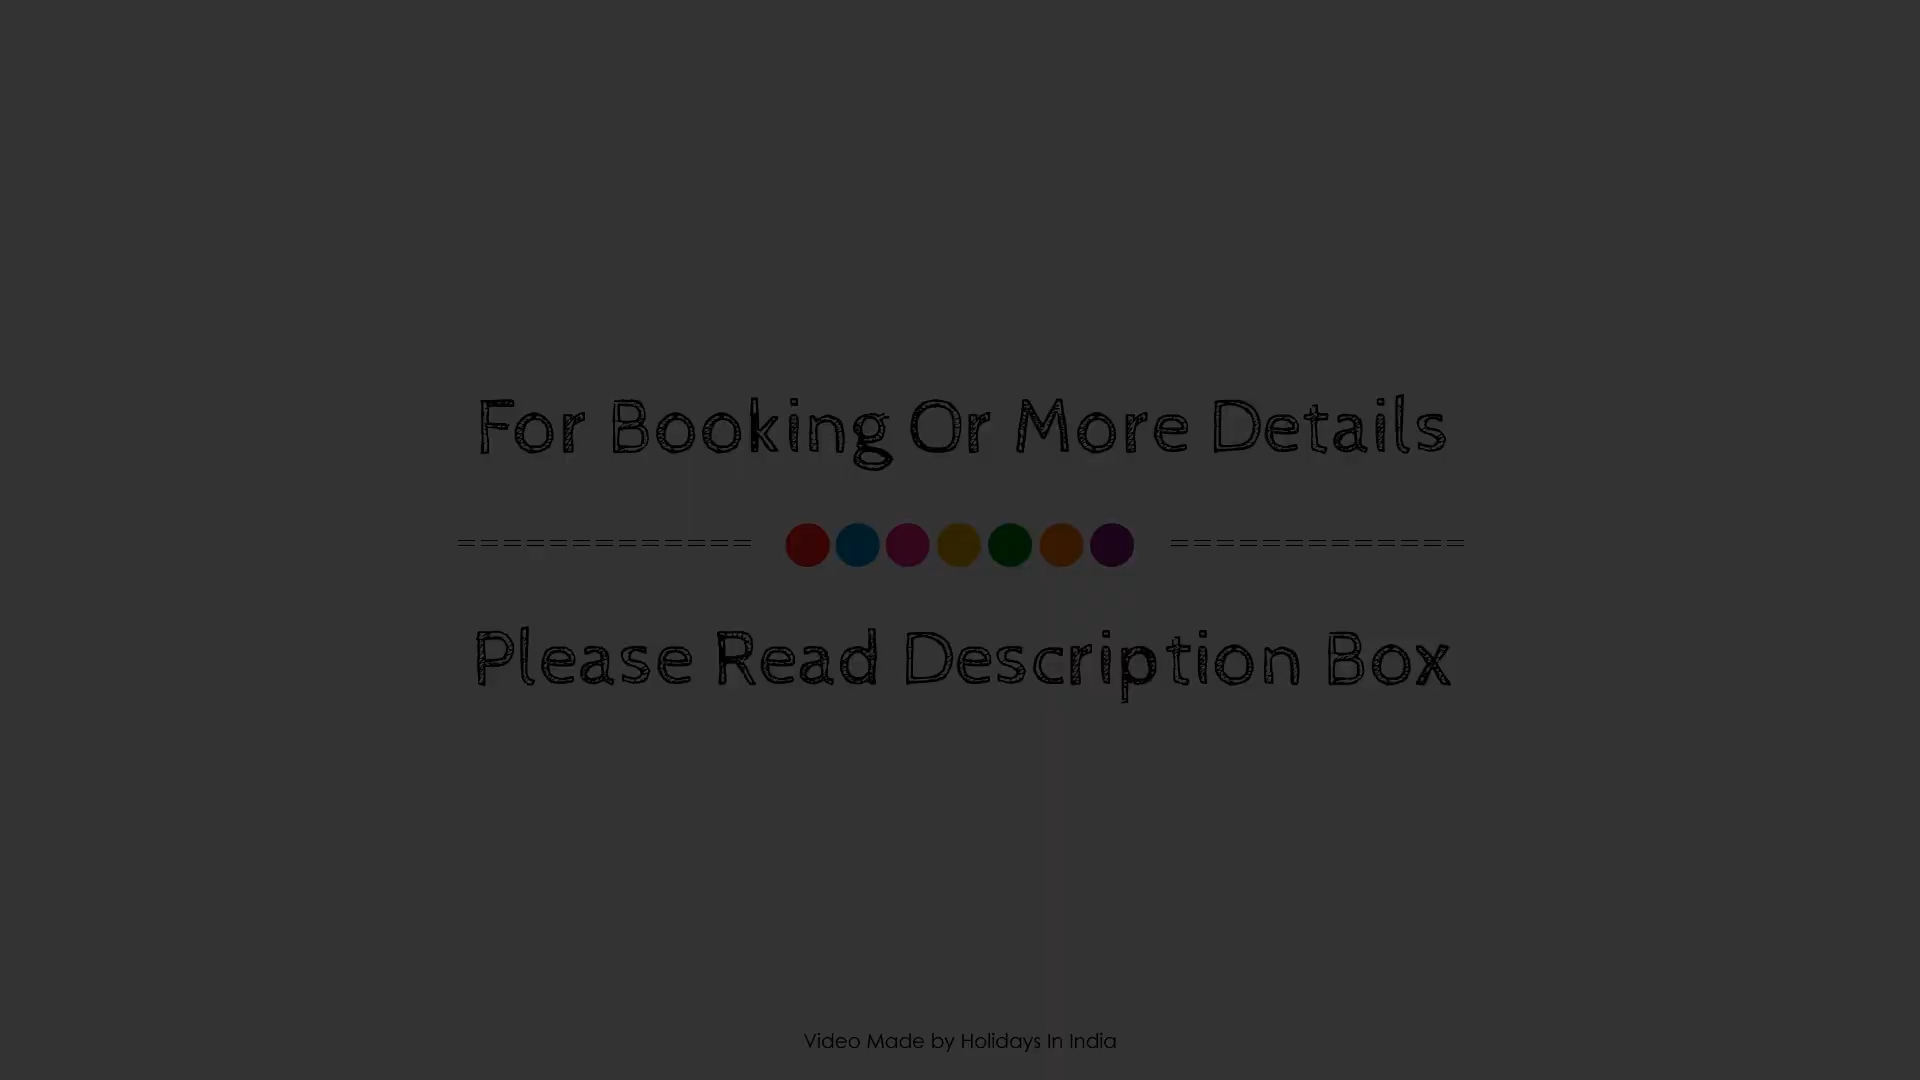 For Booking Or More Details
============= =============
Please Read Description Box
Video Made by Holidays In India